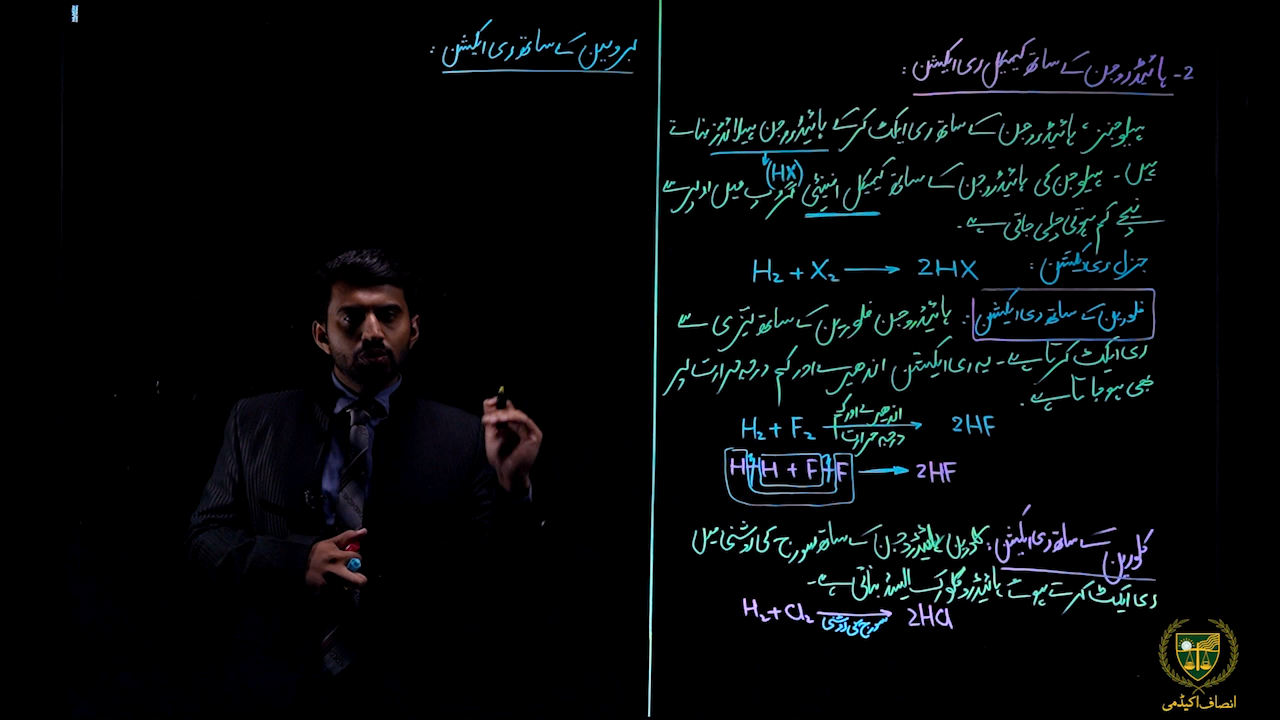 2- ہائیڈروجن کے ساتھ کیمیکل ری ایکشن:
ہیلوجنز، ہائیڈروجن کے ساتھ ری ایکٹ کر کے ہائیڈروجن ہیلائڈز بناتے
(HX)
ہیں۔ ہیلوجن کی ہائیڈروجن کے ساتھ کیمیکل افینیٹی گروپ میں اوپر سے
نیچے کم ہوتی چلی جاتی ہے۔
جنرل ری ایکشن: H₂ + X₂ ⟶ 2HX
فلورین کے ساتھ ری ایکشن: ہائیڈروجن فلورین کے ساتھ تیزی سے
ری ایکٹ کرتا ہے۔ یہ ری ایکشن اندھیرے اور کم درجہ حرارت پر
بھی ہو جاتا ہے۔
اندھیرے اور کم
H₂ + F₂ ⟶ 2HF
درجہ حرارت
H H + F F ⟶ 2HF
کلورین کے ساتھ ری ایکشن: کلورین ہائیڈروجن کے ساتھ سورج کی روشنی میں
ری ایکٹ کرتے ہوئے ہائیڈروکلورک ایسڈ بناتی ہے۔
H₂ + Cl₂ ⟶ 2HCl
سورج کی روشنی
برومین کے ساتھ ری ایکشن:
انصاف اکیڈمی